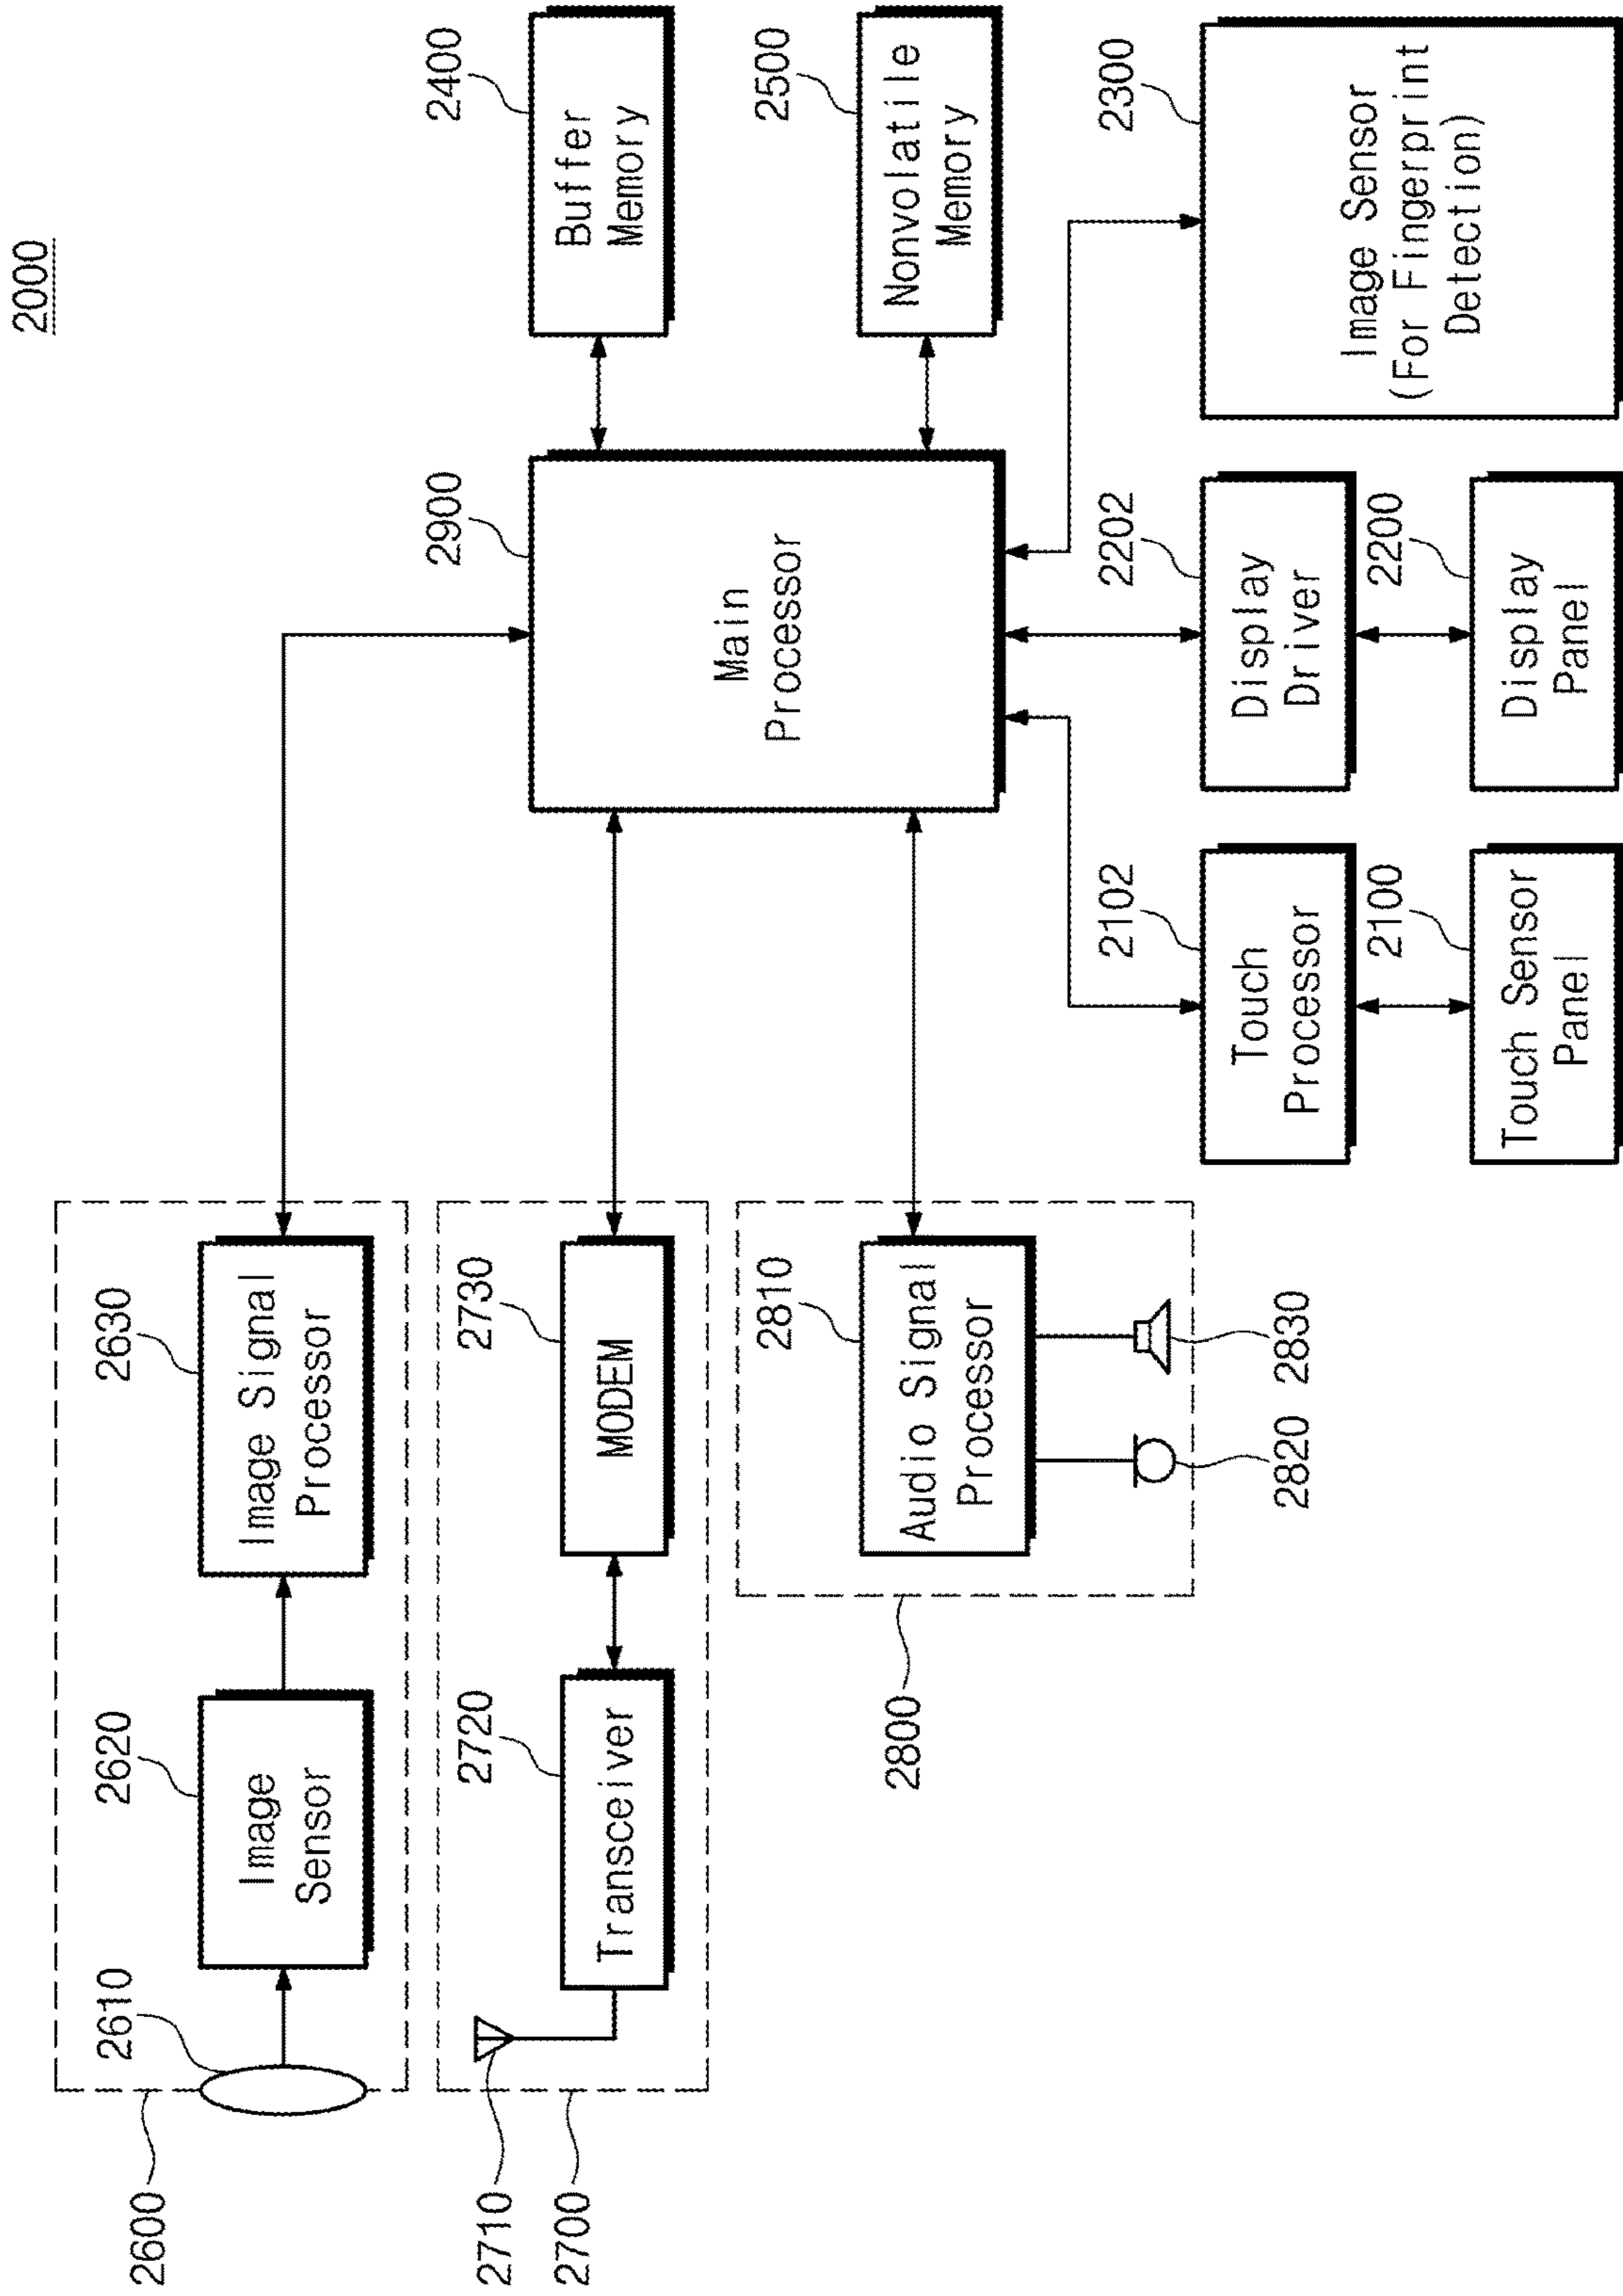 2000
2600
2610
2620
Image
Sensor
2630
Image Signal
Processor
2710
2700
2720
Transceiver
2730
MODEM
2800
2810
Audio Signal
Processor
2820
2830
2900
Main
Processor
2400
Buffer
Memory
2500
Nonvolatile
Memory
2102
Touch
Processor
2100
Touch Sensor
Panel
2202
Display
Driver
2200
Display
Panel
2300
Image Sensor
(For Fingerprint
Detection)